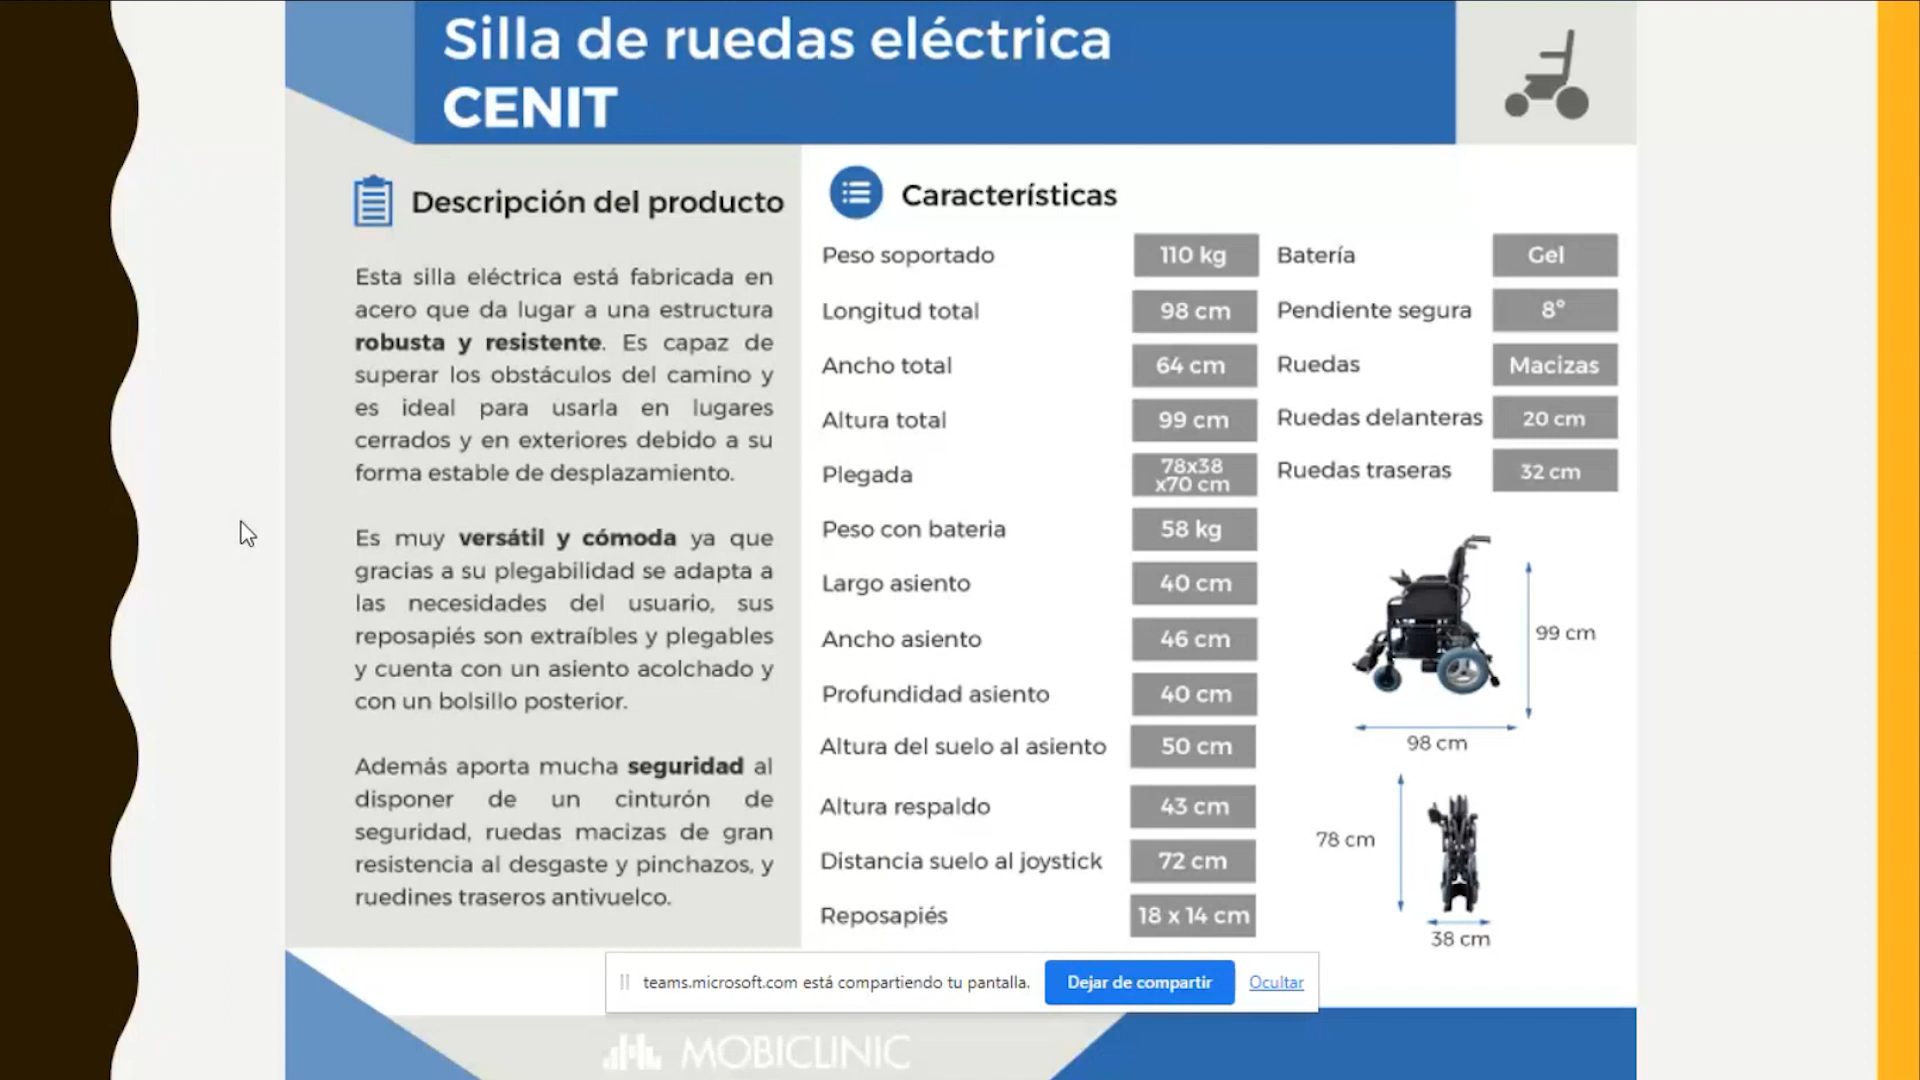 Silla de ruedas eléctrica
CENIT
Descripción del producto
Esta silla eléctrica está fabricada en
acero que da lugar a una estructura
robusta y resistente. Es capaz de
superar los obstáculos del camino y
es ideal para usarla en lugares
cerrados y en exteriores debido a su
forma estable de desplazamiento.
Es muy versátil y cómoda ya que
gracias a su plegabilidad se adapta a
las necesidades del usuario, sus
reposapiés son extraíbles y plegables
y cuenta con un asiento acolchado y
con un bolsillo posterior.
Además aporta mucha seguridad al
disponer de un cinturón de
seguridad, ruedas macizas de gran
resistencia al desgaste y pinchazos, y
ruedines traseros antivuelco.
Características
Peso soportado 110 kg
Longitud total 98 cm
Ancho total 64 cm
Altura total 99 cm
Plegada 78x38
x70 cm
Peso con bateria 58 kg
Largo asiento 40 cm
Ancho asiento 46 cm
Profundidad asiento 40 cm
Altura del suelo al asiento 50 cm
Altura respaldo 43 cm
Distancia suelo al joystick 72 cm
Reposapiés 18 x 14 cm
Batería Gel
Pendiente segura 8°
Ruedas Macizas
Ruedas delanteras 20 cm
Ruedas traseras 32 cm
99 cm
98 cm
78 cm
38 cm
teams.microsoft.com está compartiendo tu pantalla. Dejar de compartir Ocultar
MOBICLINIC